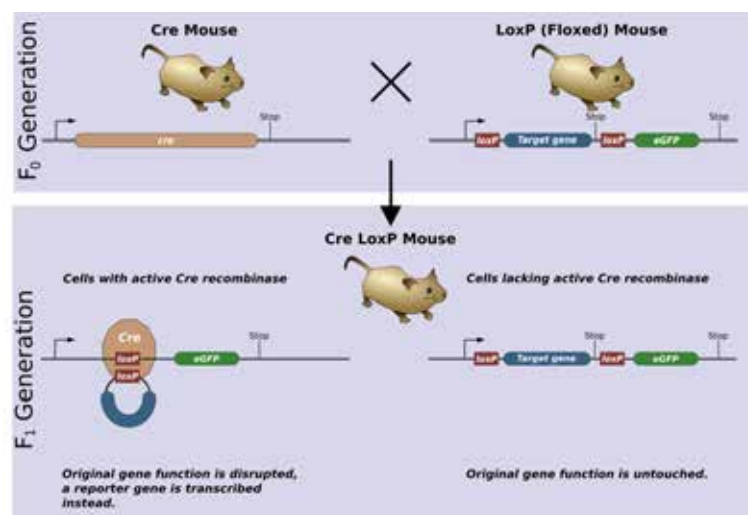 F0 Generation
Cre Mouse
LoxP (Floxed) Mouse
Stop
cre
Stop
Stop
loxP
Target gene
loxP
eGFP
F1 Generation
Cre LoxP Mouse
Cells with active Cre recombinase
Cells lacking active Cre recombinase
Cre
loxP
loxP
eGFP
Stop
Stop
Stop
loxP
Target gene
loxP
eGFP
Original gene function is disrupted,
a reporter gene is transcribed
instead.
Original gene function is untouched.